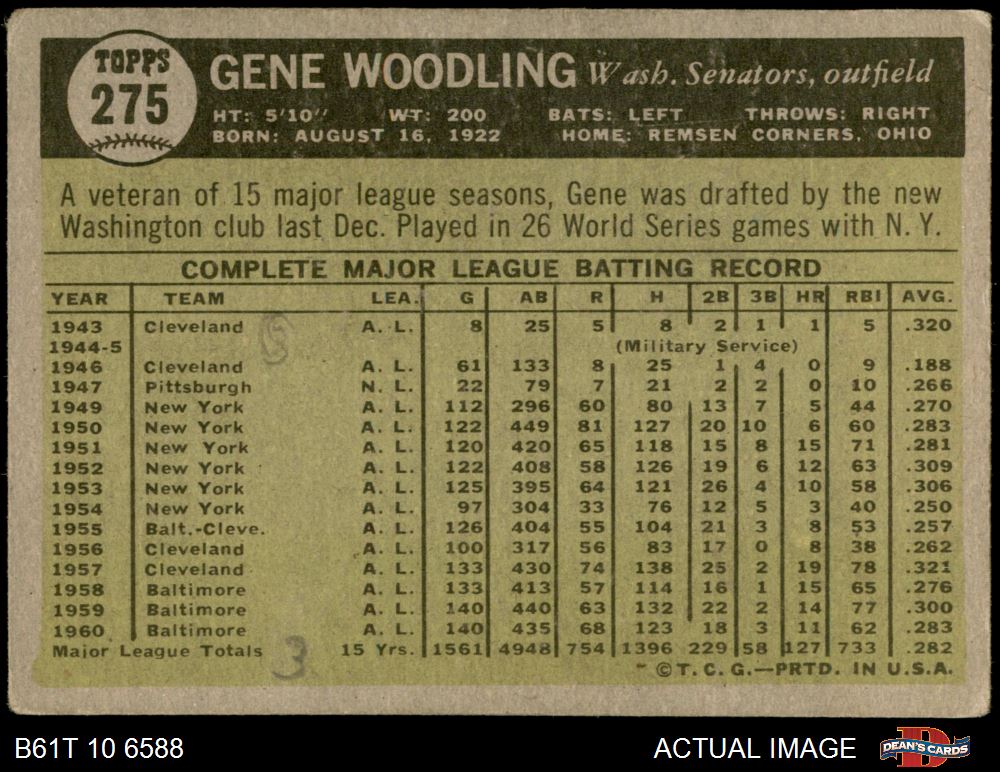 TOPPS
275
GENE WOODLING Wash. Senators, outfield
HT: 5'10" WT: 200 BATS: LEFT THROWS: RIGHT
BORN: AUGUST 16, 1922 HOME: REMSEN CORNERS, OHIO
A veteran of 15 major league seasons, Gene was drafted by the new
Washington club last Dec. Played in 26 World Series games with N. Y.
COMPLETE MAJOR LEAGUE BATTING RECORD
YEAR TEAM LEA. G AB R H 2B 3B HR RBI AVG.
1943 Cleveland A. L. 8 25 5 8 2 1 1 5 .320
1944-5 (Military Service)
1946 Cleveland A. L. 61 133 8 25 1 4 0 9 .188
1947 Pittsburgh N. L. 22 79 7 21 2 2 0 10 .266
1949 New York A. L. 112 296 60 80 13 7 5 44 .270
1950 New York A. L. 122 449 81 127 20 10 6 60 .283
1951 New York A. L. 120 420 65 118 15 8 15 71 .281
1952 New York A. L. 122 408 58 126 19 6 12 63 .309
1953 New York A. L. 125 395 64 121 26 4 10 58 .306
1954 New York A. L. 97 304 33 76 12 5 3 40 .250
1955 Balt.-Cleve. A. L. 126 404 55 104 21 3 8 53 .257
1956 Cleveland A. L. 100 317 56 83 17 0 8 38 .262
1957 Cleveland A. L. 133 430 74 138 25 2 19 78 .321
1958 Baltimore A. L. 133 413 57 114 16 1 15 65 .276
1959 Baltimore A. L. 140 440 63 132 22 2 14 77 .300
1960 Baltimore A. L. 140 435 68 123 18 3 11 62 .283
Major League Totals 3 15 Yrs. 1561 4948 754 1396 229 58 127 733 .282
©T. C. G.—PRTD. IN U.S.A.
B61T 10 6588 ACTUAL IMAGE DEAN'S CARDS